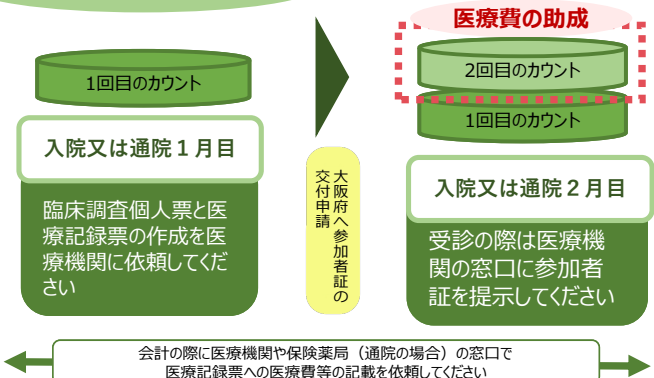 医療費の助成
1回目のカウント
2回目のカウント
1回目のカウント
入院又は通院１月目
臨床調査個人票と医
療記録票の作成を医
療機関に依頼してくだ
さい
大阪府へ参加者証の
交付申請
入院又は通院２月目
受診の際は医療機
関の窓口に参加者
証を提示してください
会計の際に医療機関や保険薬局（通院の場合）の窓口で
医療記録票への医療費等の記載を依頼してください